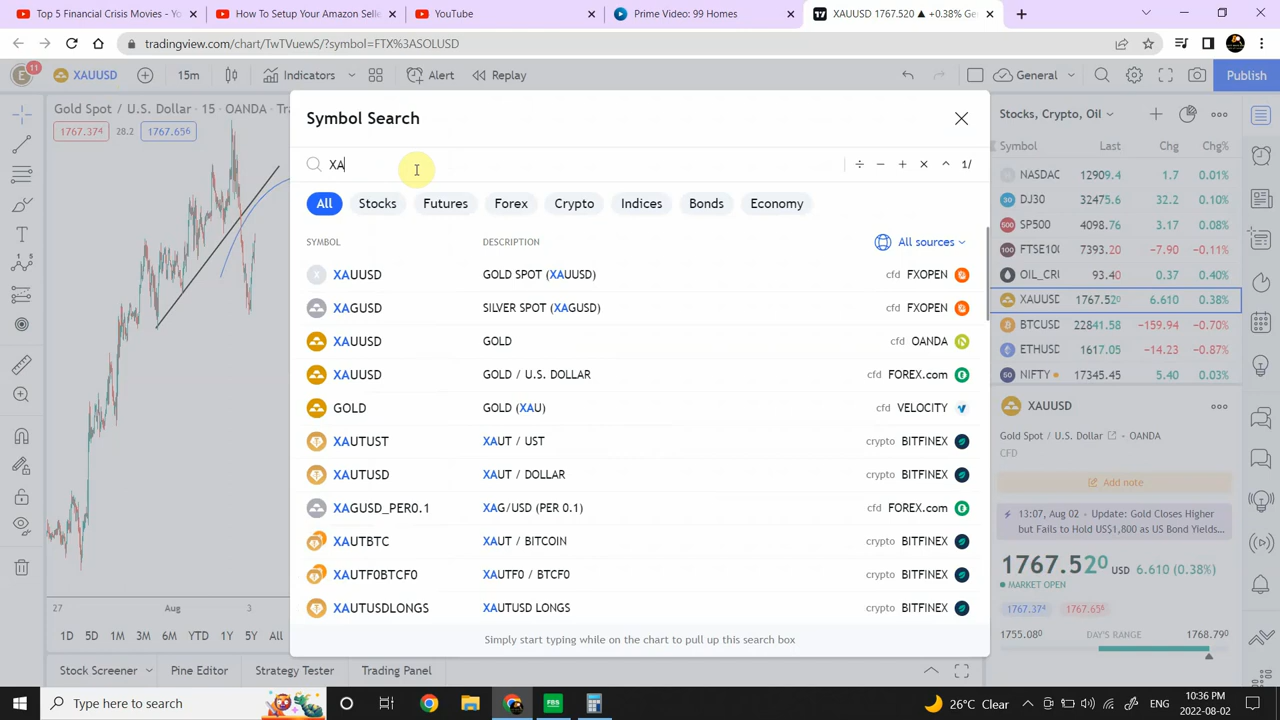 Top 5 Financial Crisis Movies - Yo
How To Setup Your Amazon Selle
YouTube
Prime Video: 99 Homes
XAUUSD 1767.520 ▲ +0.38% Ge
tradingview.com/chart/TwTVuewS/?symbol=FTX%3ASOLUSD
E
11
XAUUSD
15m
Indicators
Alert
Replay
General
Publish
Gold Spot / U.S. Dollar · 15 · OANDA · Tra
1767.374
28.2
1767.656
Symbol Search
XA
÷ − + × ^ 1/
All
Stocks
Futures
Forex
Crypto
Indices
Bonds
Economy
SYMBOL
DESCRIPTION
All sources
XAUUSD GOLD SPOT (XAUUSD) cfd FXOPEN
XAGUSD SILVER SPOT (XAGUSD) cfd FXOPEN
XAUUSD GOLD cfd OANDA
XAUUSD GOLD / U.S. DOLLAR cfd FOREX.com
GOLD GOLD (XAU) cfd VELOCITY
XAUTUST XAUT / UST crypto BITFINEX
XAUTUSD XAUT / DOLLAR crypto BITFINEX
XAGUSD_PER0.1 XAG/USD (PER 0.1) cfd FOREX.com
XAUTBTC XAUT / BITCOIN crypto BITFINEX
XAUTF0BTCF0 XAUTF0 / BTCF0 crypto BITFINEX
XAUTUSDLONGS XAUTUSD LONGS crypto BITFINEX
Simply start typing while on the chart to pull up this search box
Stocks, Crypto, Oil
Symbol Last Chg Chg%
NASDAC 12909.4 1.7 0.01%
DJ30 32475.6 32.2 0.10%
SP500 4098.76 3.16 0.08%
FTSE100 7393.20 −7.90 −0.11%
OIL_CRU 93.40 0.37 0.40%
XAUUSD 1767.520 6.610 0.38%
BTCUSD 22841.58 −159.94 −0.70%
ETHUSD 1617.05 −14.23 −0.87%
NIFTY 17345.45 5.40 0.03%
XAUUSD
Gold Spot / U.S. Dollar · OANDA
CFD
Add note
13:07, Aug 02 · Update: Gold Closes Higher
but Fails to Hold US$1,800 as US Bond Yields...
1767.520 USD 6.610 (0.38%)
MARKET OPEN
1767.374
1767.656
1755.080 DAY'S RANGE 1768.790
27
Aug
3
1D 5D 1M 3M 6M YTD 1Y 5Y All
Stock Screener
Pine Editor
Strategy Tester
Trading Panel
Type here to search
FBS
26°C Clear
ENG
10:36 PM
2022-08-02